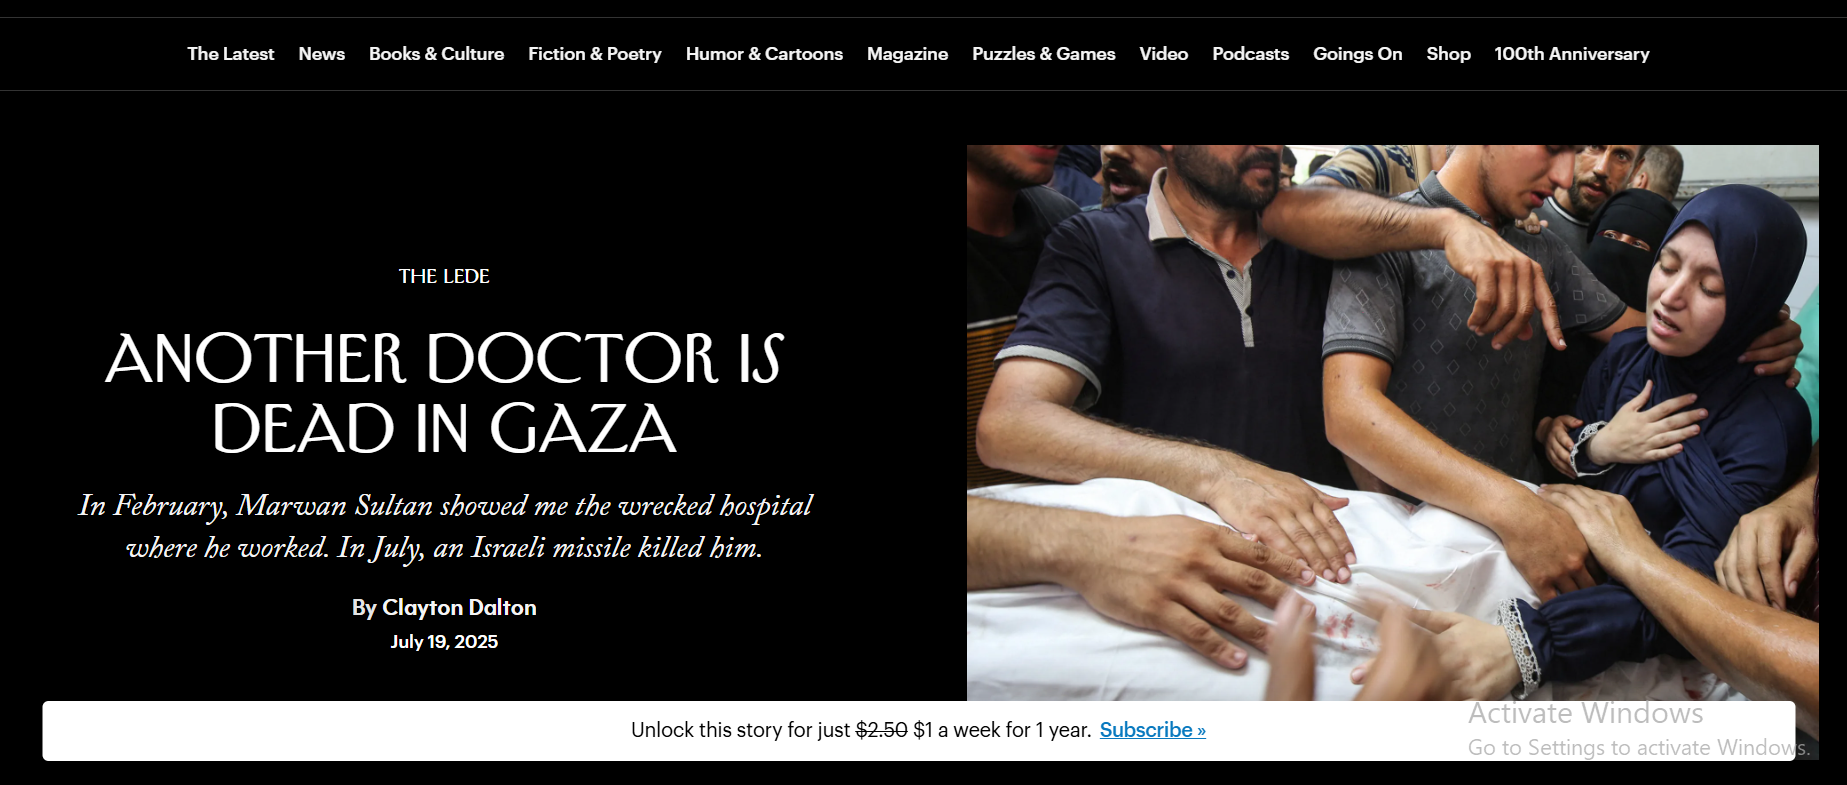 The Latest News Books & Culture Fiction & Poetry Humor & Cartoons Magazine Puzzles & Games Video Podcasts Goings On Shop 100th Anniversary
THE LEDE
ANOTHER DOCTOR IS
DEAD IN GAZA
In February, Marwan Sultan showed me the wrecked hospital
where he worked. In July, an Israeli missile killed him.
By Clayton Dalton
July 19, 2025
Unlock this story for just $2.50 $1 a week for 1 year. Subscribe »
Activate Windows
Go to Settings to activate Windows.